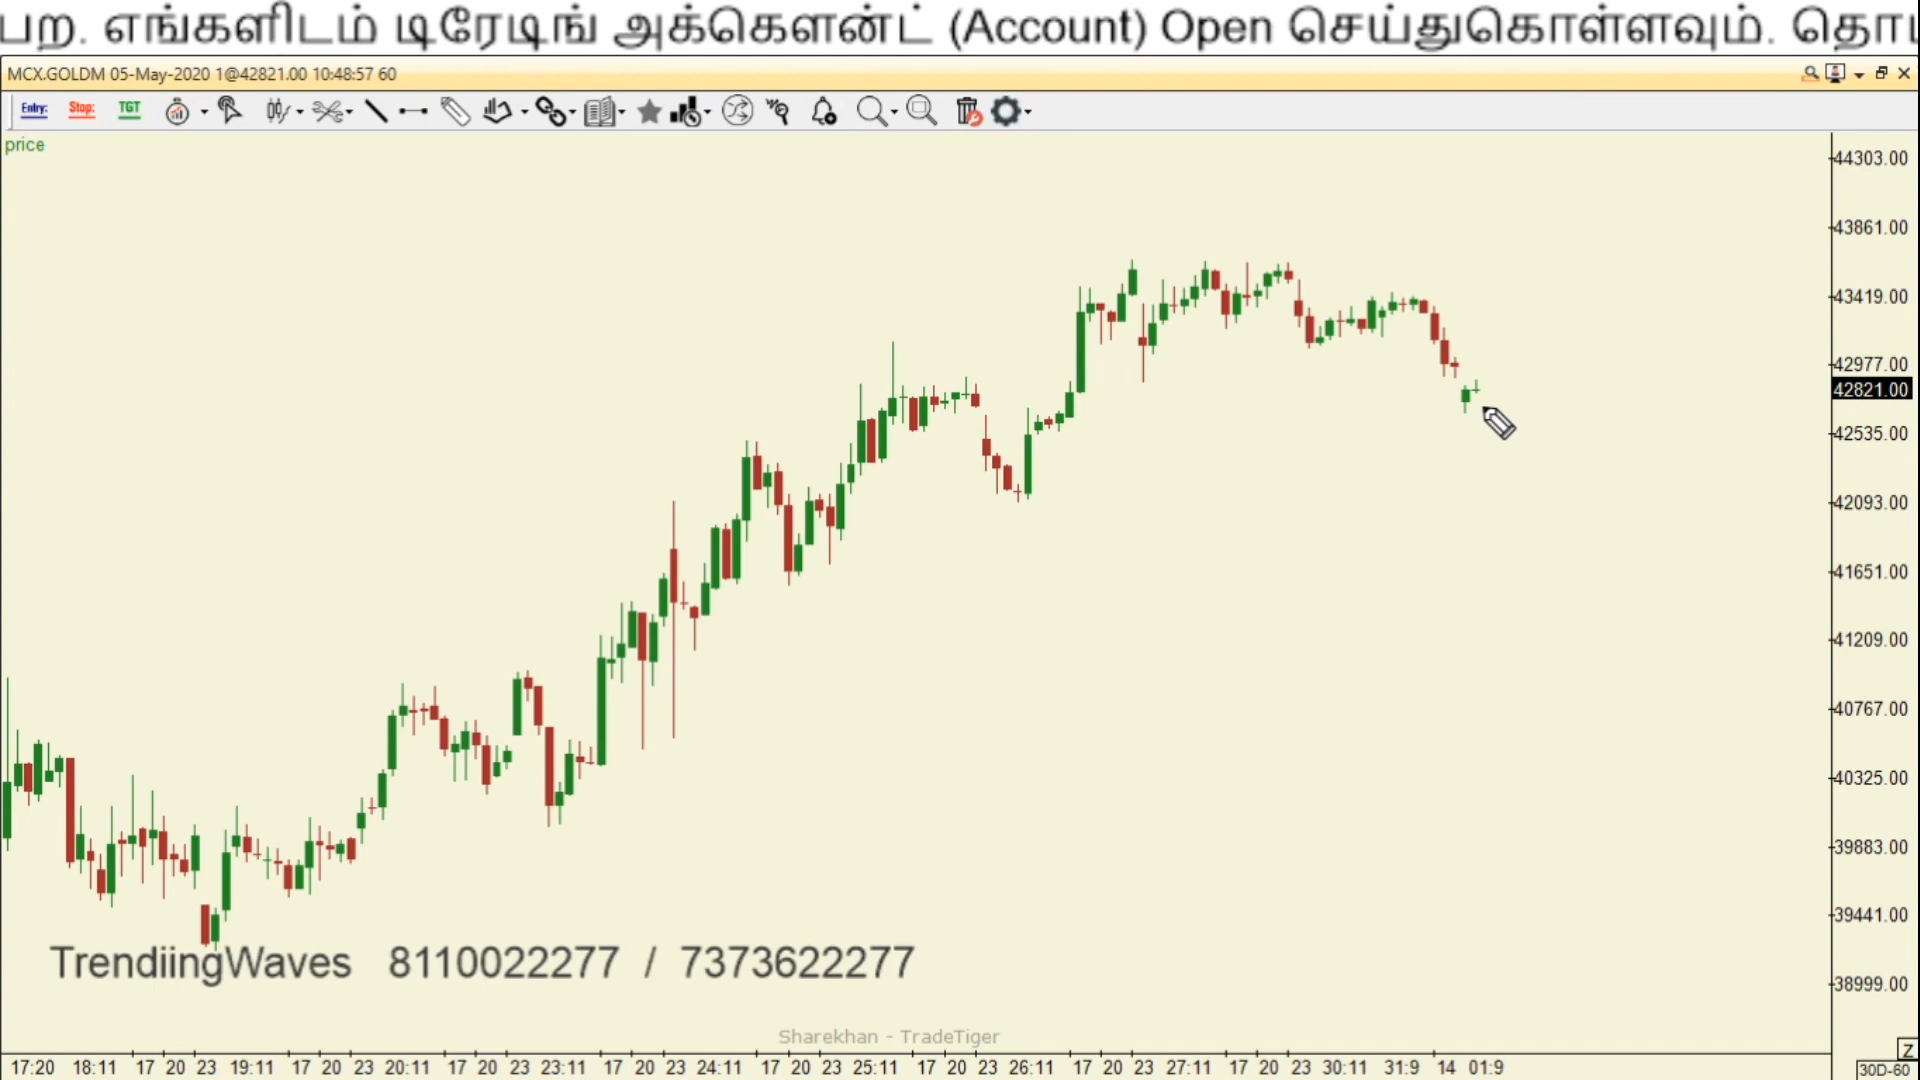 பற. எங்களிடம் டிரேடிங் அக்கௌன்ட் (Account) Open செய்துகொள்ளவும். தொட
MCX.GOLDM 05-May-2020 1@42821.00 10:48:57 60
Entry: Stop: TGT
price
44303.00
43861.00
43419.00
42977.00
42821.00
42535.00
42093.00
41651.00
41209.00
40767.00
40325.00
39883.00
39441.00
38999.00
TrendiingWaves 8110022277 / 7373622277
Sharekhan - TradeTiger
Z
17:20 18:11 17 20 23 19:11 17 20 23 20:11 17 20 23 23:11 17 20 23 24:11 17 20 23 25:11 17 20 23 26:11 17 20 23 27:11 17 20 23 30:11 31:9 14 01:9
30D-60